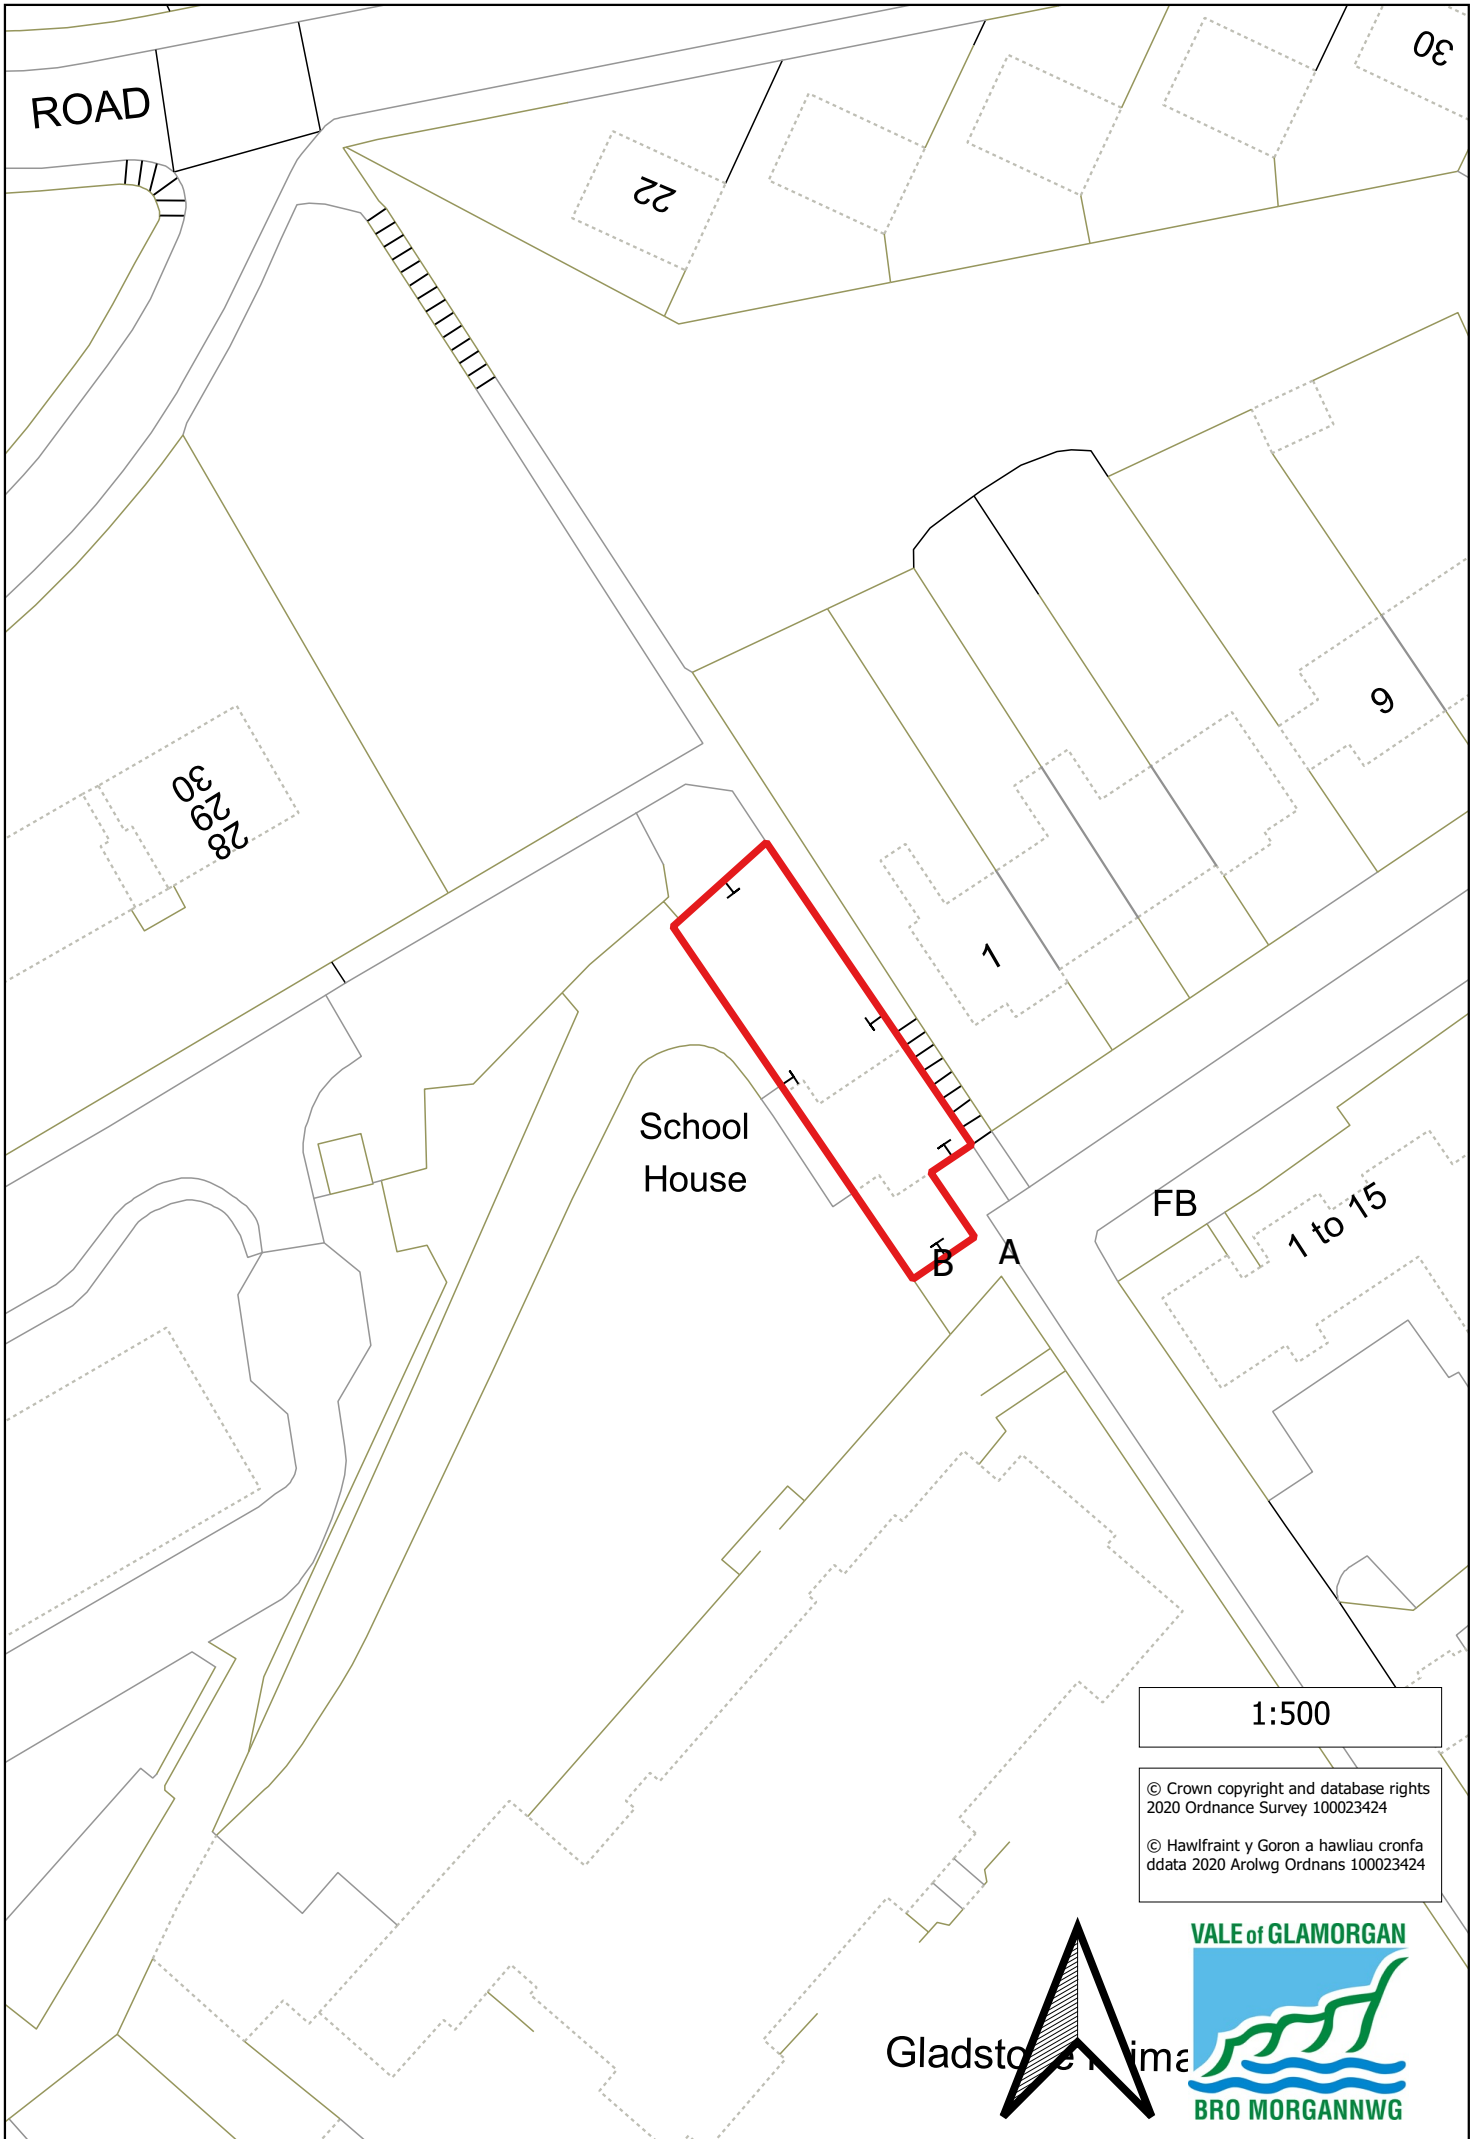 ROAD
22
30
9
30
29
28
1
School
House
FB
1 to 15
B
A
1:500
© Crown copyright and database rights
2020 Ordnance Survey 100023424
© Hawlfraint y Goron a hawliau cronfa
ddata 2020 Arolwg Ordnans 100023424
VALE of GLAMORGAN
BRO MORGANNWG